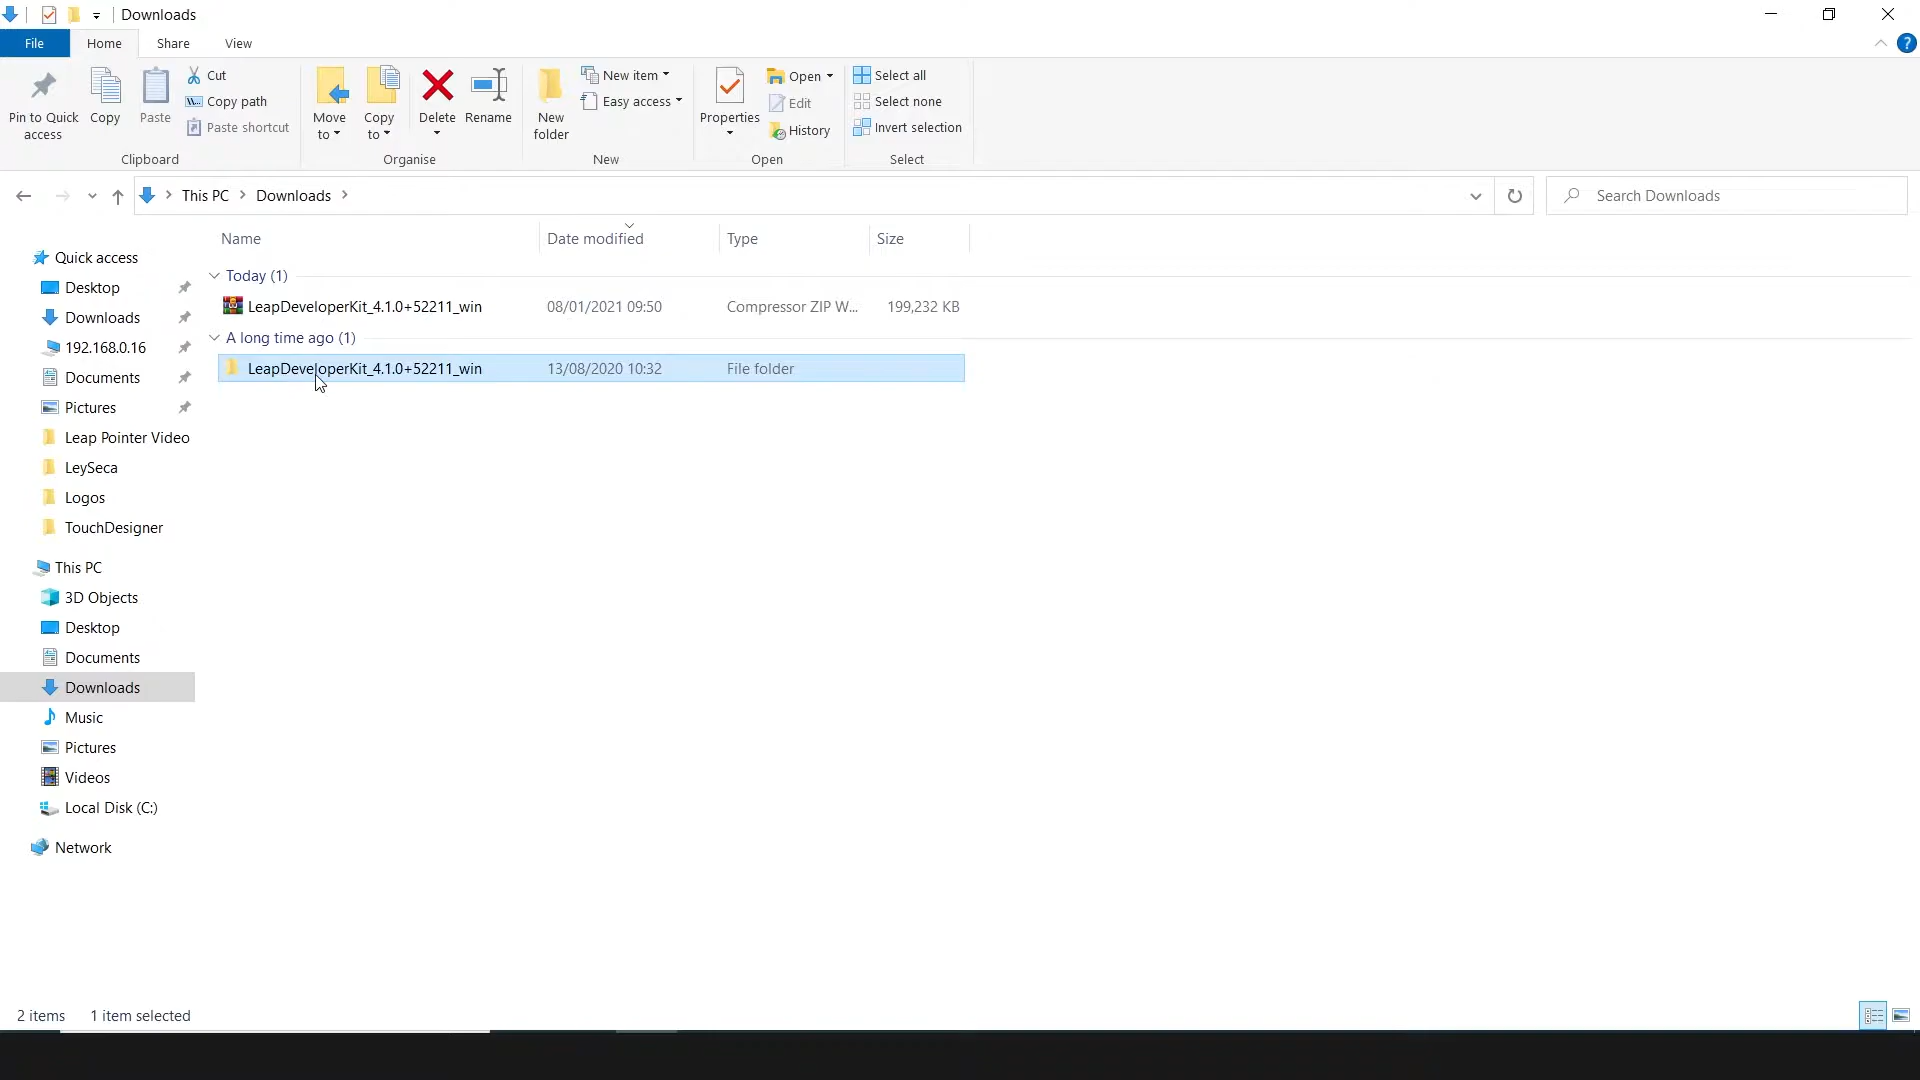 Downloads
File Home Share View
Pin to Quick access
Copy
Paste
Cut
Copy path
Paste shortcut
Clipboard
Move to
Copy to
Delete
Rename
Organise
New folder
New item
Easy access
New
Properties
Open
Edit
History
Open
Select all
Select none
Invert selection
Select
This PC > Downloads >
Search Downloads
Name Date modified Type Size
Today (1)
LeapDeveloperKit_4.1.0+52211_win 08/01/2021 09:50 Compressor ZIP W... 199,232 KB
A long time ago (1)
LeapDeveloperKit_4.1.0+52211_win 13/08/2020 10:32 File folder
Quick access
Desktop
Downloads
192.168.0.16
Documents
Pictures
Leap Pointer Video
LeySeca
Logos
TouchDesigner
This PC
3D Objects
Desktop
Documents
Downloads
Music
Pictures
Videos
Local Disk (C:)
Network
2 items 1 item selected